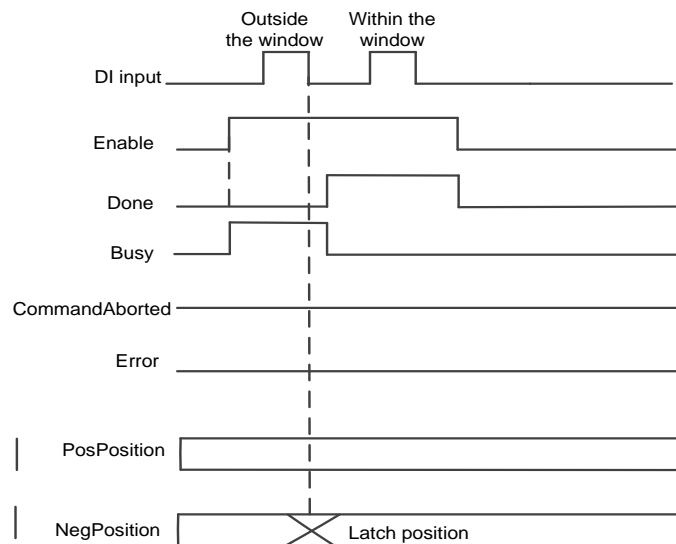 Outside
the window
Within the
window
DI input
Enable
Done
Busy
CommandAborted
Error
PosPosition
NegPosition
Latch position